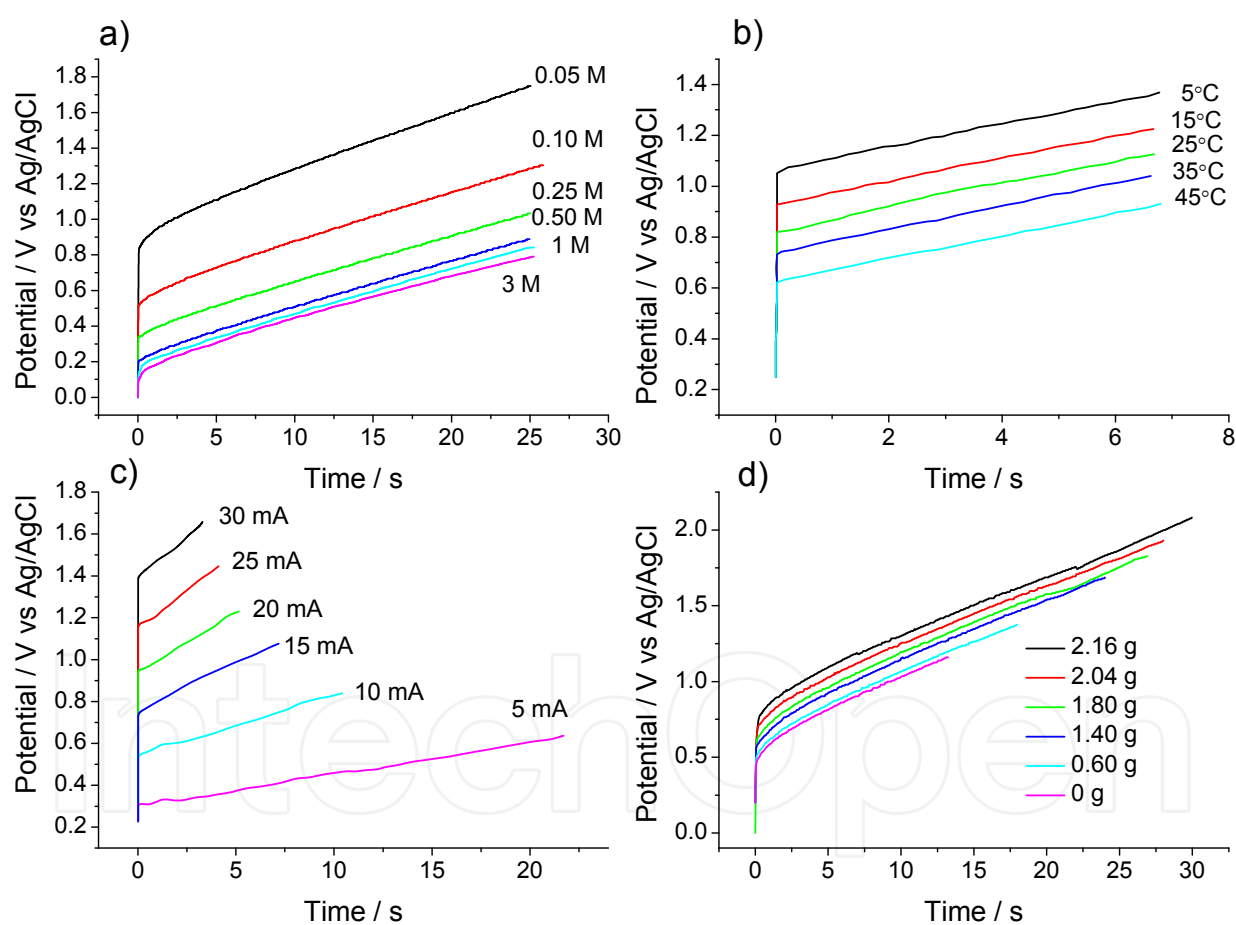 a)
Potential / V vs Ag/AgCl
1.8
1.6
1.4
1.2
1.0
0.8
0.6
0.4
0.2
0.0
0.05 M
0.10 M
0.25 M
0.50 M
1 M
3 M
0 5 10 15 20 25 30
Time / s
b)
Potential / V vs Ag/AgCl
1.4
1.2
1.0
0.8
0.6
0.4
0.2
5°C
15°C
25°C
35°C
45°C
0 2 4 6 8
Time / s
c)
Potential / V vs Ag/AgCl
1.8
1.6
1.4
1.2
1.0
0.8
0.6
0.4
0.2
30 mA
25 mA
20 mA
15 mA
10 mA
5 mA
0 5 10 15 20
Time / s
d)
Potential / V vs Ag/AgCl
2.0
1.5
1.0
0.5
0.0
2.16 g
2.04 g
1.80 g
1.40 g
0.60 g
0 g
0 5 10 15 20 25 30
Time / s
IntechOpen